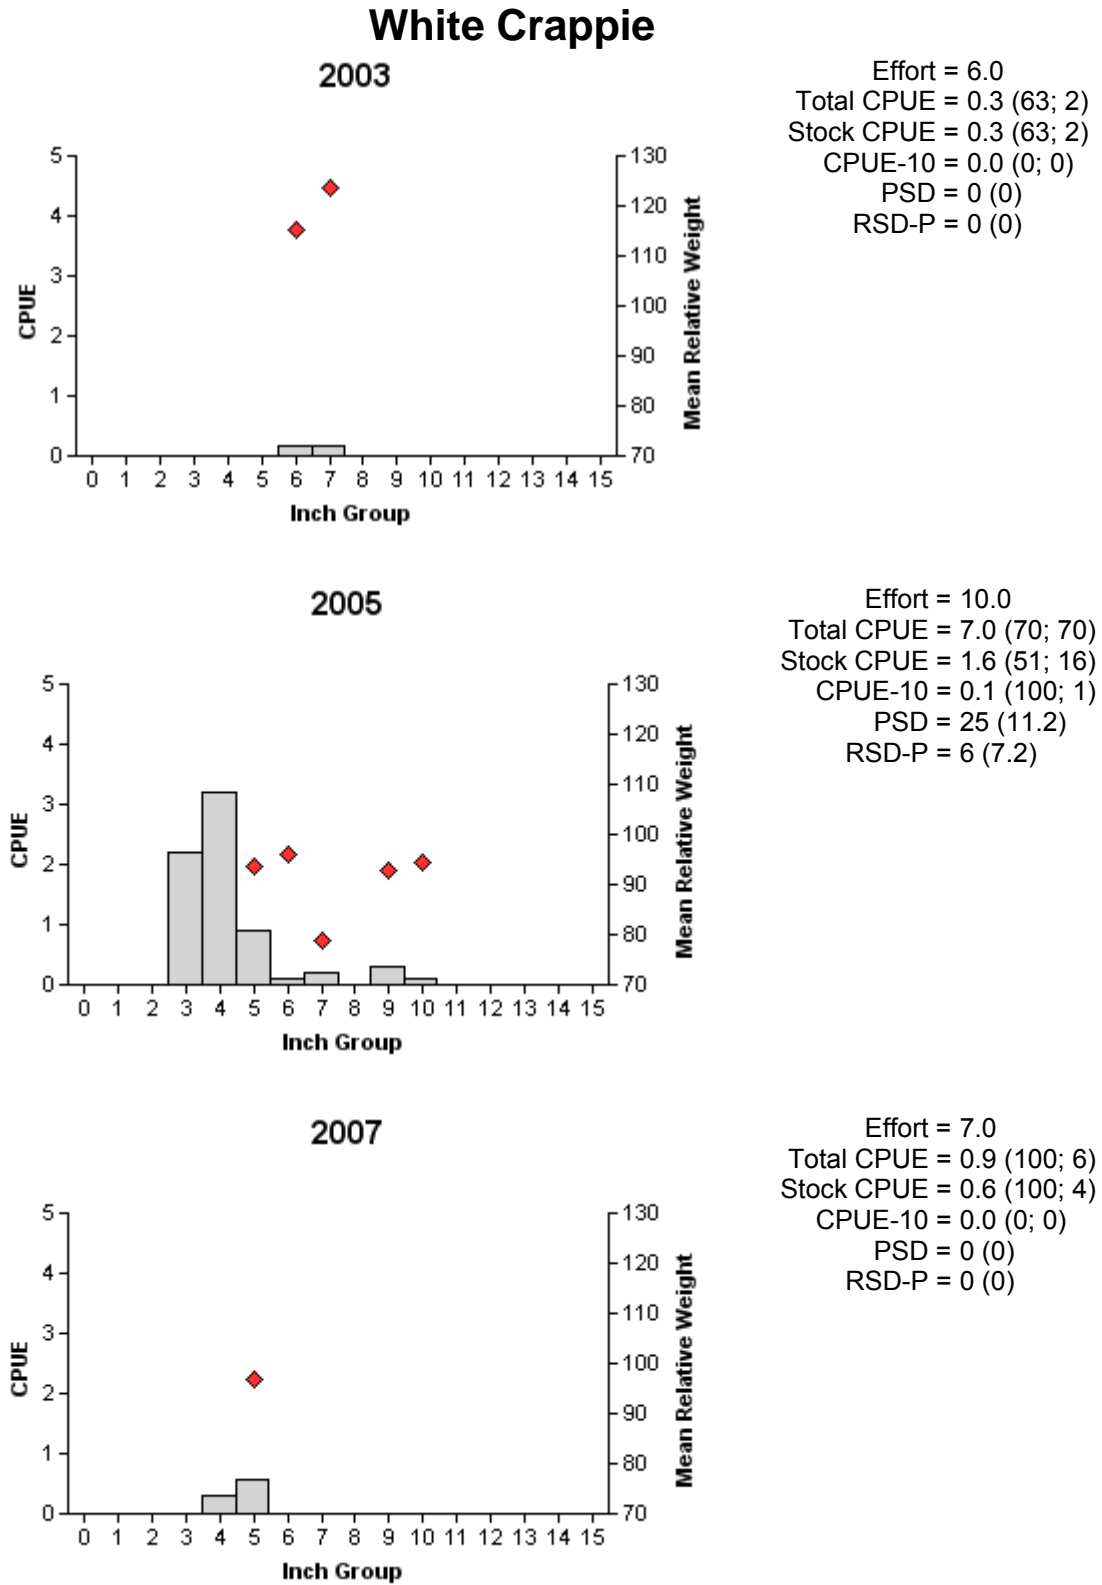 White Crappie
2003
Effort = 6.0
Total CPUE = 0.3 (63; 2)
Stock CPUE = 0.3 (63; 2)
CPUE-10 = 0.0 (0; 0)
PSD = 0 (0)
RSD-P = 0 (0)
5
4
3
2
1
0
CPUE
130
120
110
100
90
80
70
Mean Relative Weight
0 1 2 3 4 5 6 7 8 9 10 11 12 13 14 15
Inch Group
2005
Effort = 10.0
Total CPUE = 7.0 (70; 70)
Stock CPUE = 1.6 (51; 16)
CPUE-10 = 0.1 (100; 1)
PSD = 25 (11.2)
RSD-P = 6 (7.2)
5
4
3
2
1
0
CPUE
130
120
110
100
90
80
70
Mean Relative Weight
0 1 2 3 4 5 6 7 8 9 10 11 12 13 14 15
Inch Group
2007
Effort = 7.0
Total CPUE = 0.9 (100; 6)
Stock CPUE = 0.6 (100; 4)
CPUE-10 = 0.0 (0; 0)
PSD = 0 (0)
RSD-P = 0 (0)
5
4
3
2
1
0
CPUE
130
120
110
100
90
80
70
Mean Relative Weight
0 1 2 3 4 5 6 7 8 9 10 11 12 13 14 15
Inch Group